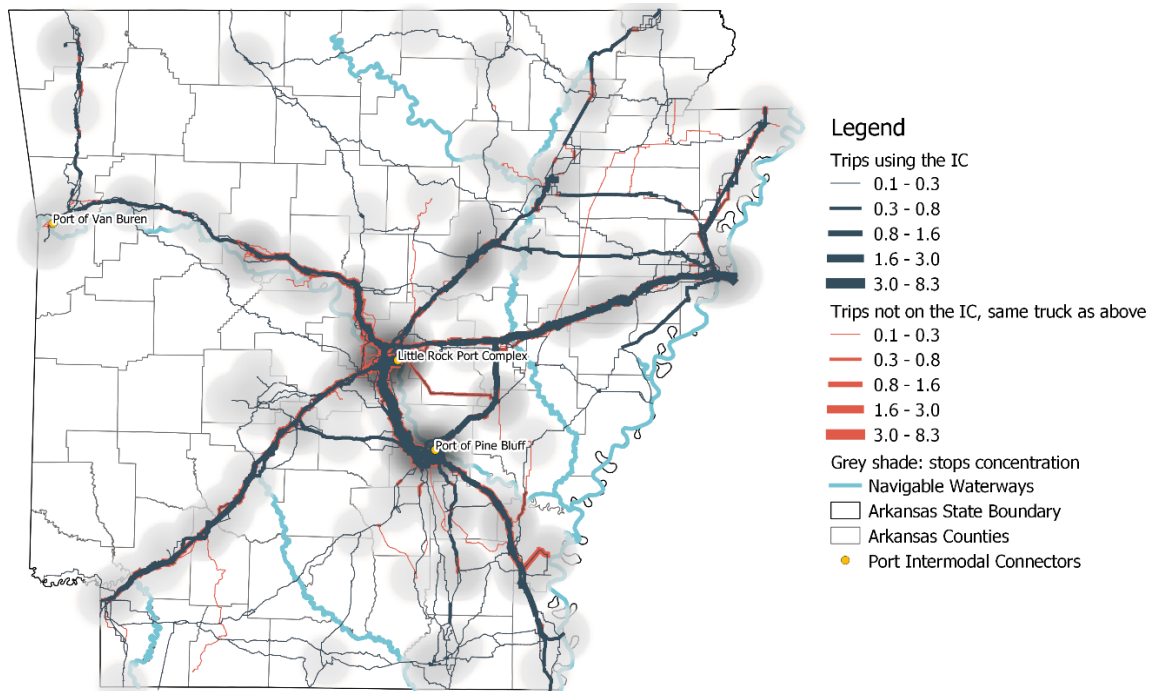 Port of Van Buren
Little Rock Port Complex
Port of Pine Bluff
Legend
Trips using the IC
0.1 - 0.3
0.3 - 0.8
0.8 - 1.6
1.6 - 3.0
3.0 - 8.3
Trips not on the IC, same truck as above
0.1 - 0.3
0.3 - 0.8
0.8 - 1.6
1.6 - 3.0
3.0 - 8.3
Grey shade: stops concentration
Navigable Waterways
Arkansas State Boundary
Arkansas Counties
Port Intermodal Connectors